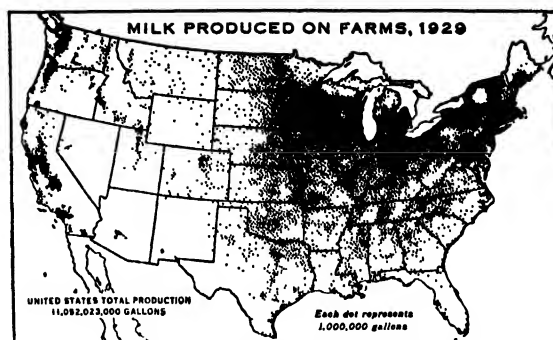 MILK PRODUCED ON FARMS, 1929
UNITED STATES TOTAL PRODUCTION
11,052,023,000 GALLONS
Each dot represents
1,000,000 gallons